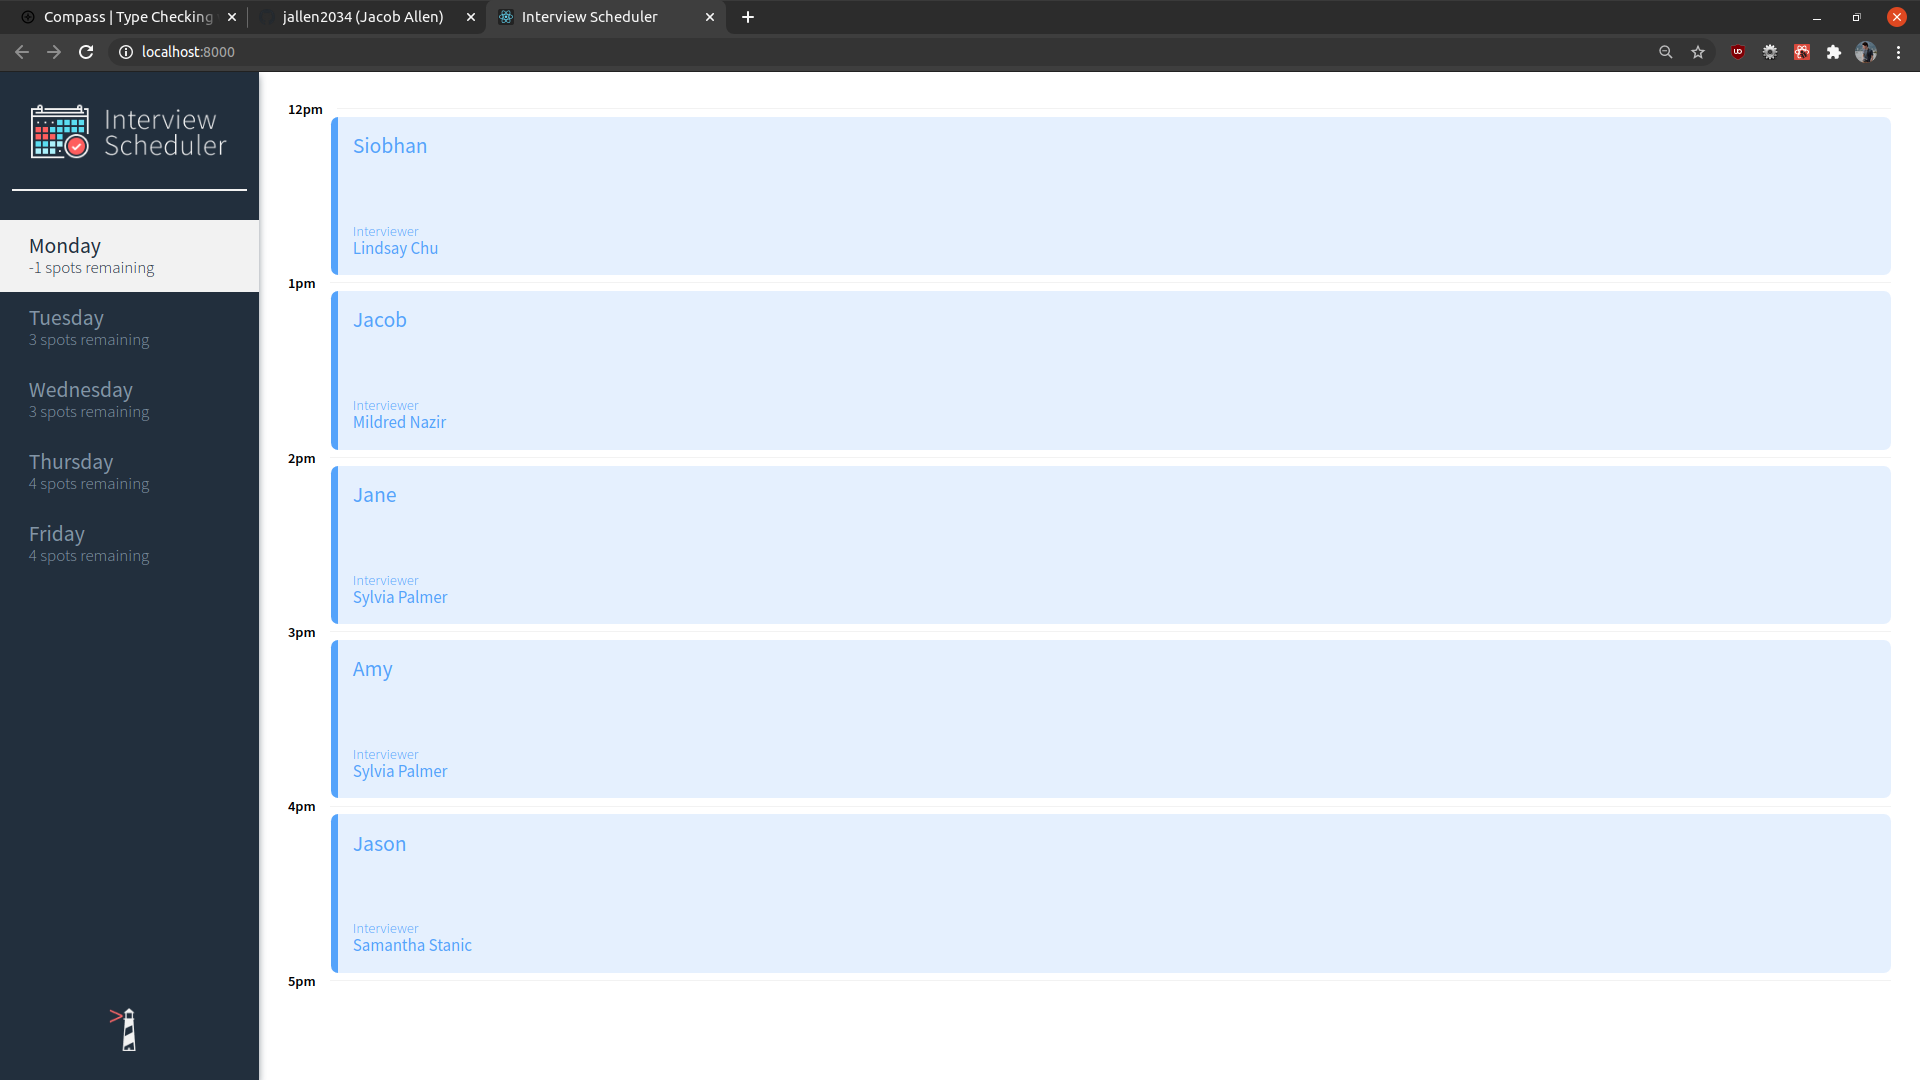 Compass | Type Checking
jallen2034 (Jacob Allen)
Interview Scheduler
localhost:8000
Interview
Scheduler
Monday
-1 spots remaining
Tuesday
3 spots remaining
Wednesday
3 spots remaining
Thursday
4 spots remaining
Friday
4 spots remaining
12pm
Siobhan
Interviewer
Lindsay Chu
1pm
Jacob
Interviewer
Mildred Nazir
2pm
Jane
Interviewer
Sylvia Palmer
3pm
Amy
Interviewer
Sylvia Palmer
4pm
Jason
Interviewer
Samantha Stanic
5pm